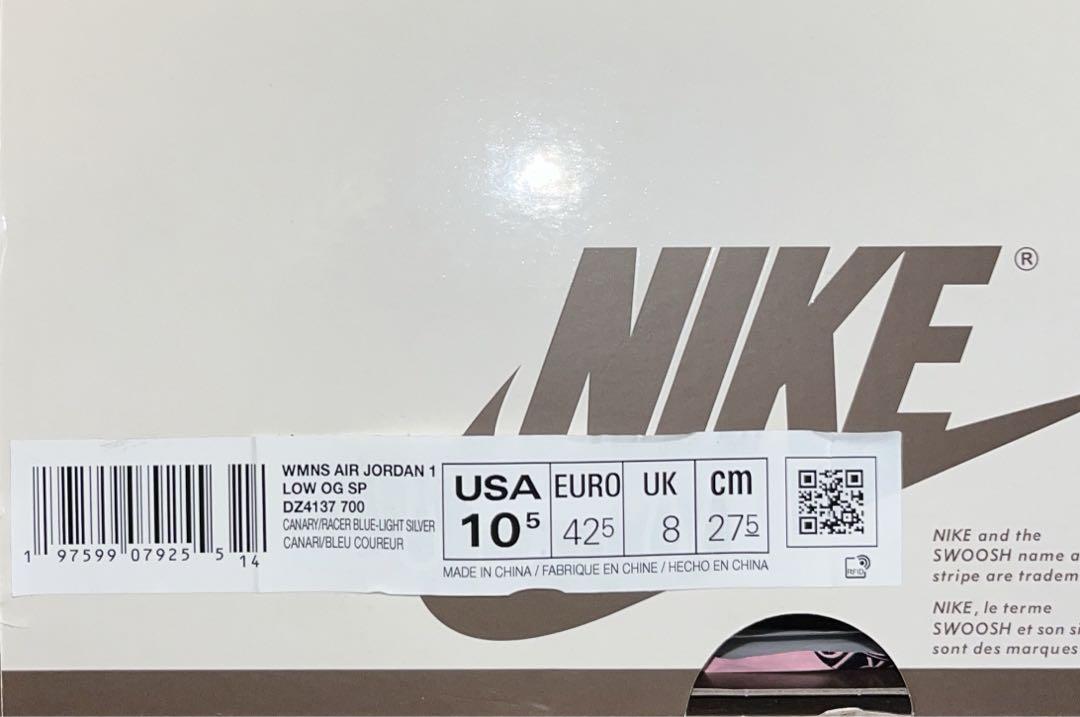 NIKE®
WMNS AIR JORDAN 1
LOW OG SP
DZ4137 700
CANARY/RACER BLUE-LIGHT SILVER
CANARI/BLEU COUREUR
1 97599 07925 5 14
USA EURO UK cm
10⁵ 42⁵ 8 27⁵
MADE IN CHINA / FABRIQUE EN CHINE / HECHO EN CHINA
RFID
NIKE and the
SWOOSH name a
stripe are tradem
NIKE, le terme
SWOOSH et son si
sont des marques